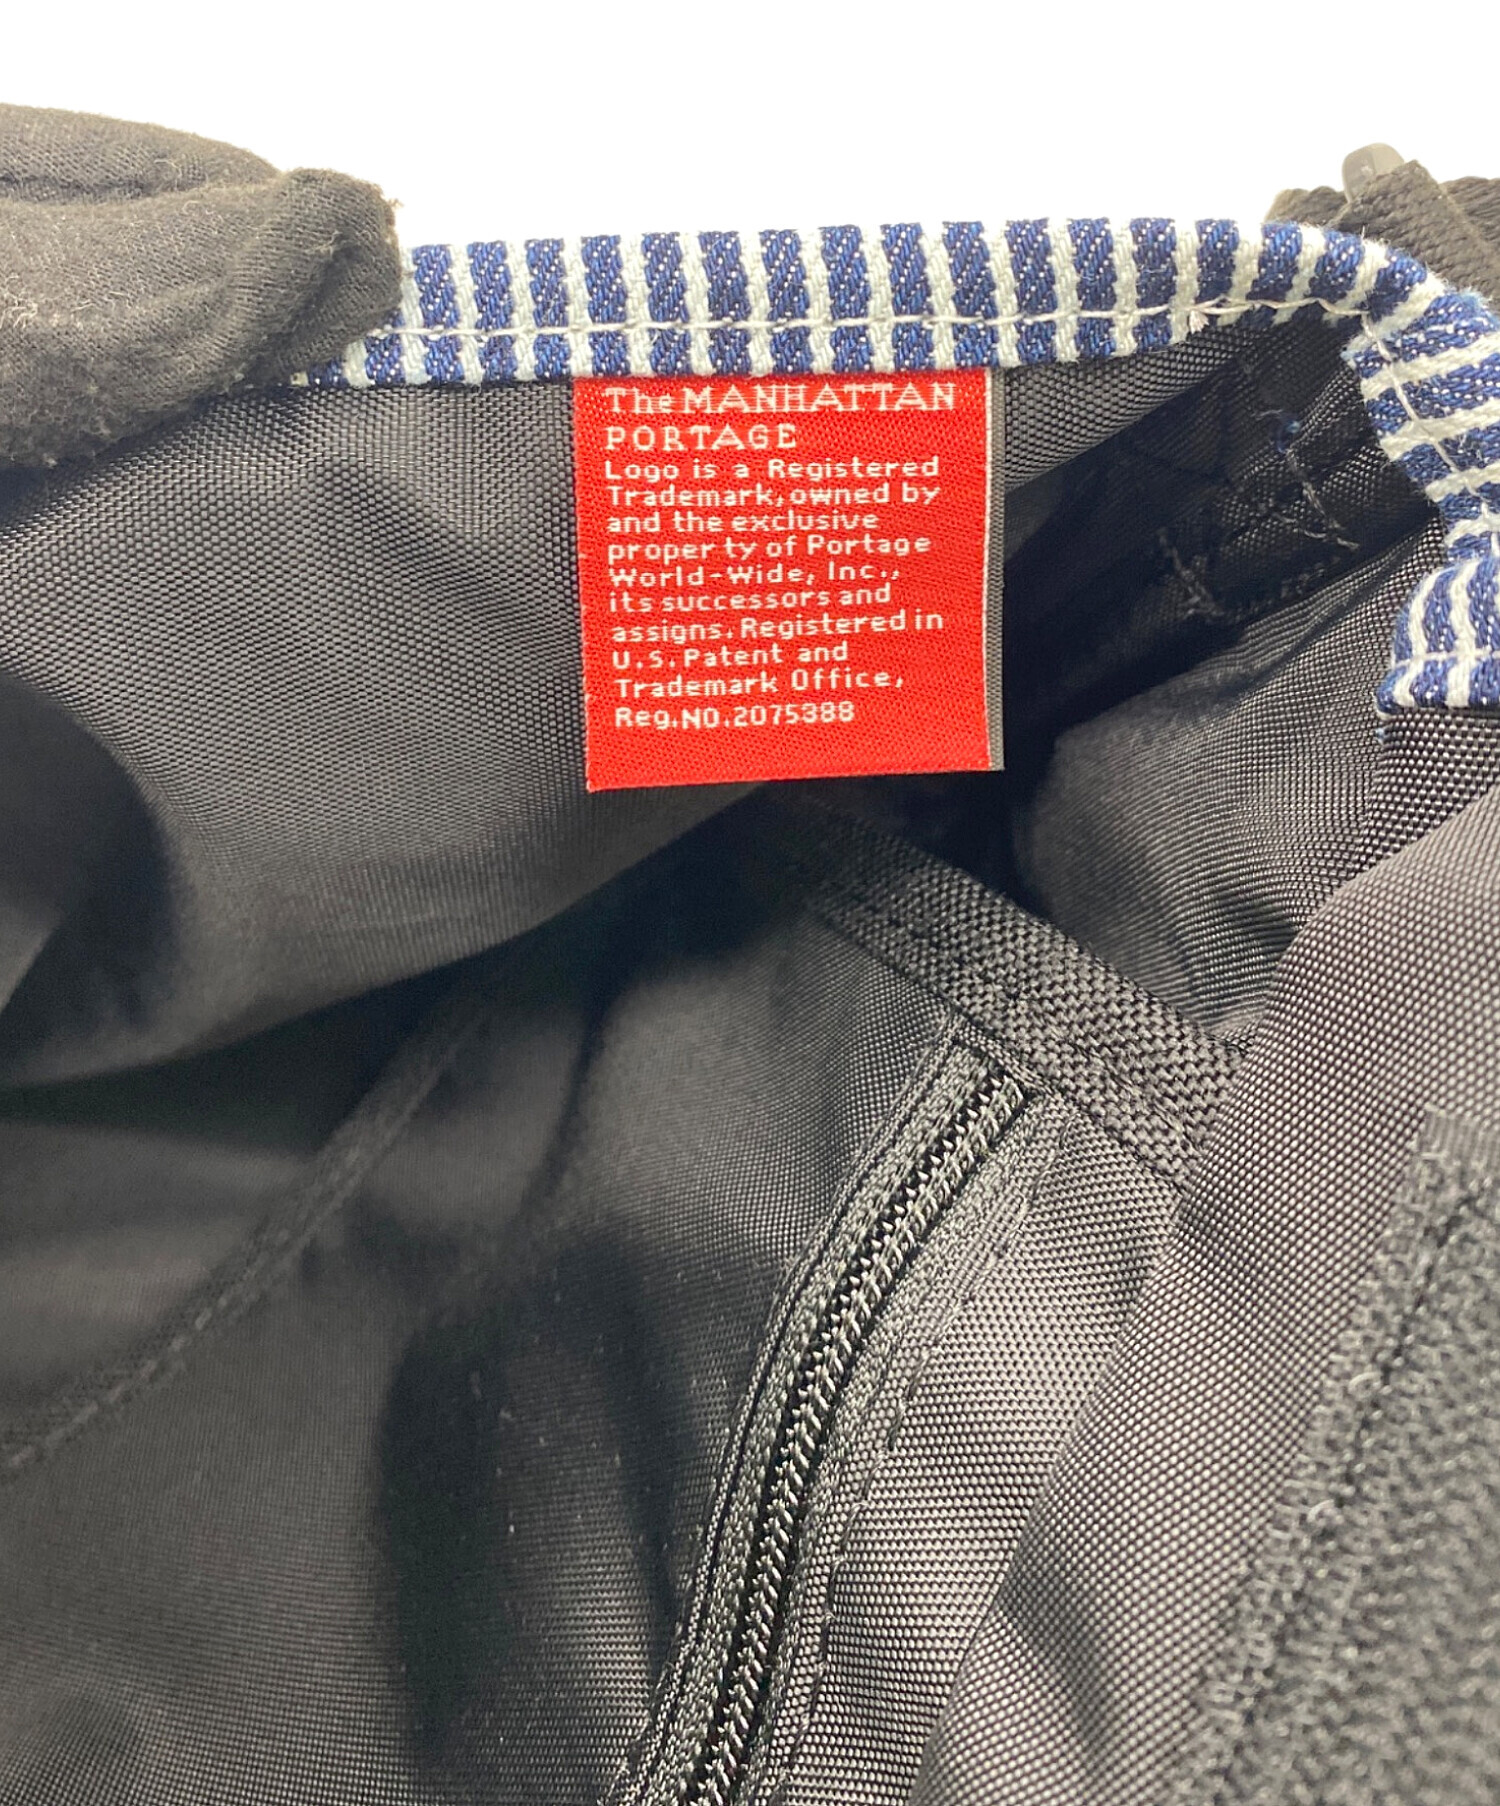 The MANHATTAN
PORTAGE
Logo is a Registered
Trademark, owned by
and the exclusive
property of Portage
World-Wide, Inc.,
its successors and
assigns. Registered in
U.S. Patent and
Trademark Office,
Reg.NO.2075388